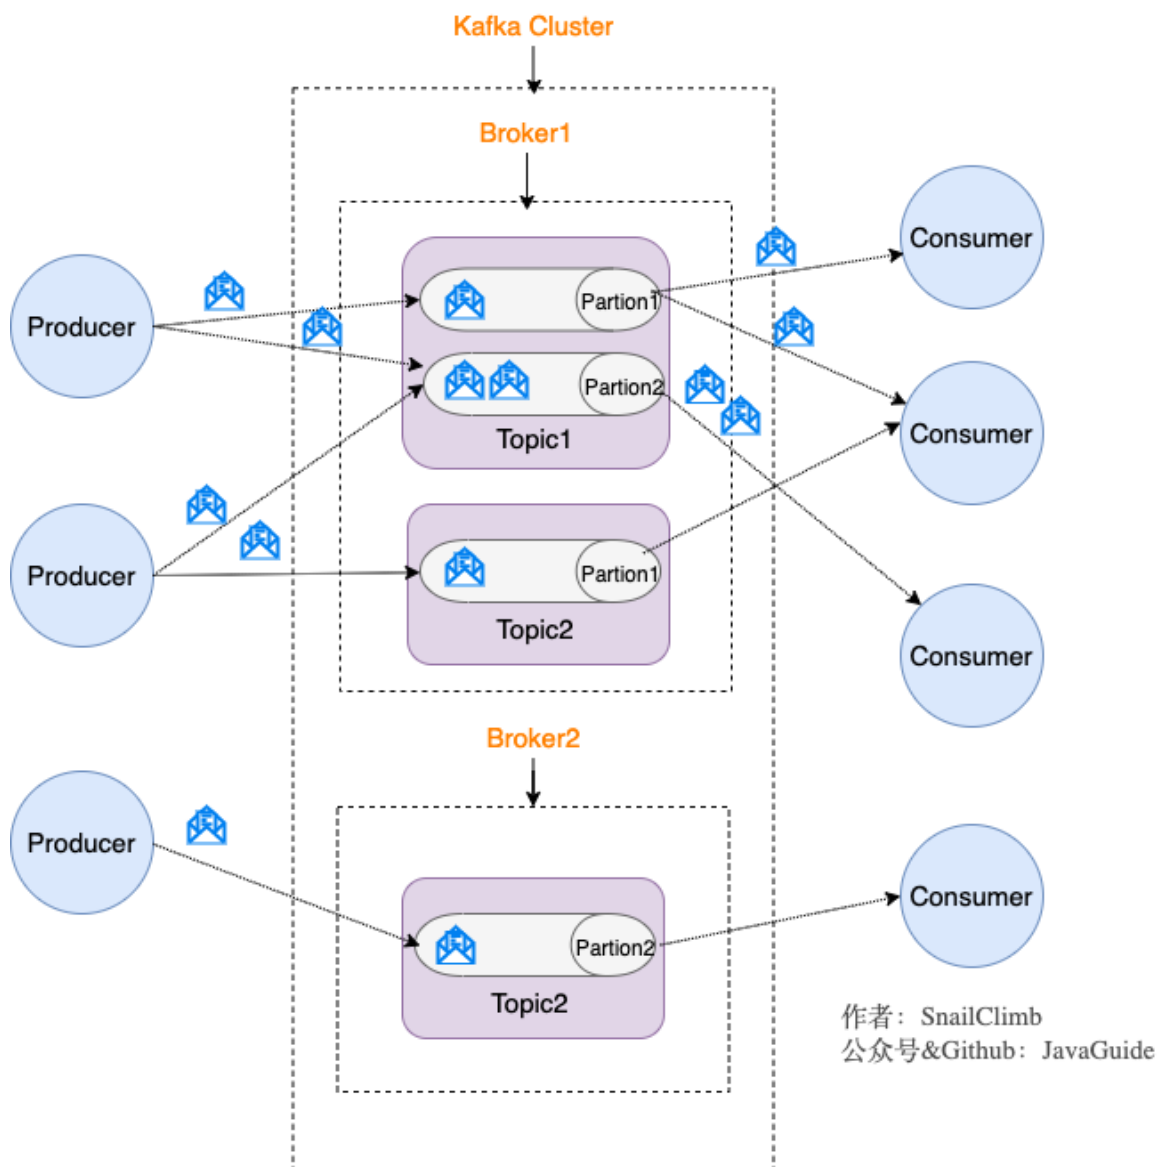 Kafka Cluster
Broker1
Producer
Partion1
Partion2
Topic1
Consumer
Consumer
Producer
Partion1
Topic2
Consumer
Broker2
Producer
Partion2
Topic2
Consumer
作者：SnailClimb
公众号&Github：JavaGuide